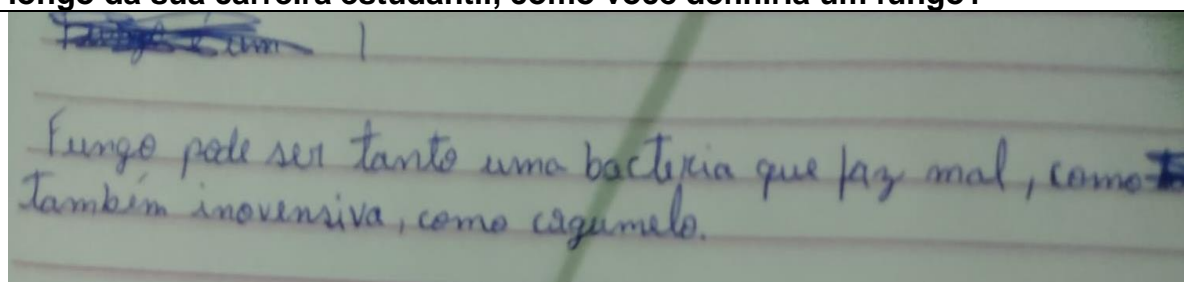 longo da sua carreira estudantil, como você definiria um fungo?
Fungo pode ser tanto uma bacteria que faz mal, como
também inovensiva, como cogumelo.